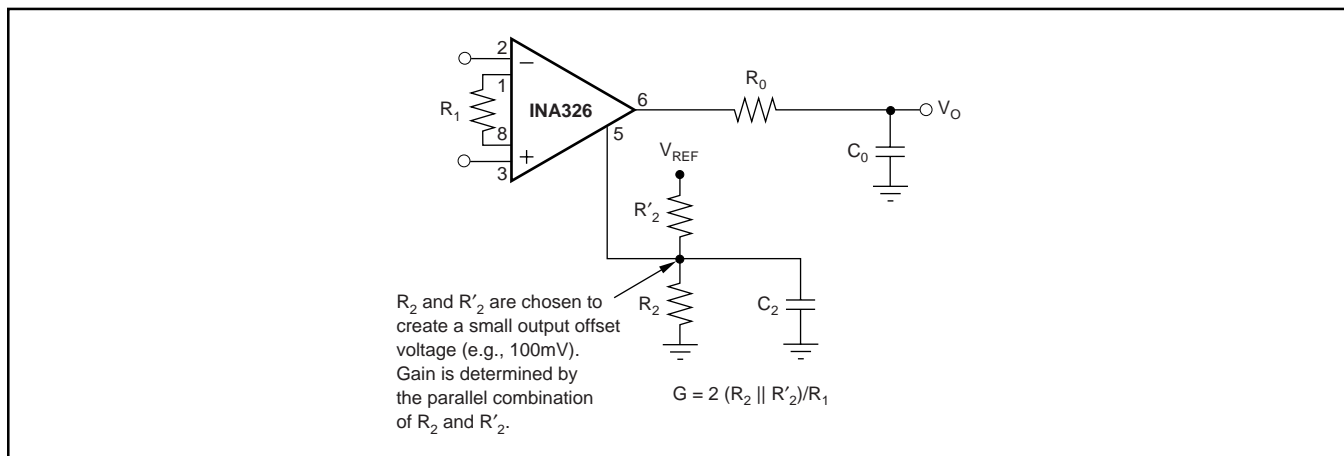 2
1
R1
INA326
8
3
6
5
R0
VO
C0
VREF
R′2
R2
C2
R2 and R′2 are chosen to
create a small output offset
voltage (e.g., 100mV).
Gain is determined by
the parallel combination
of R2 and R′2.
G = 2 (R2 || R′2)/R1